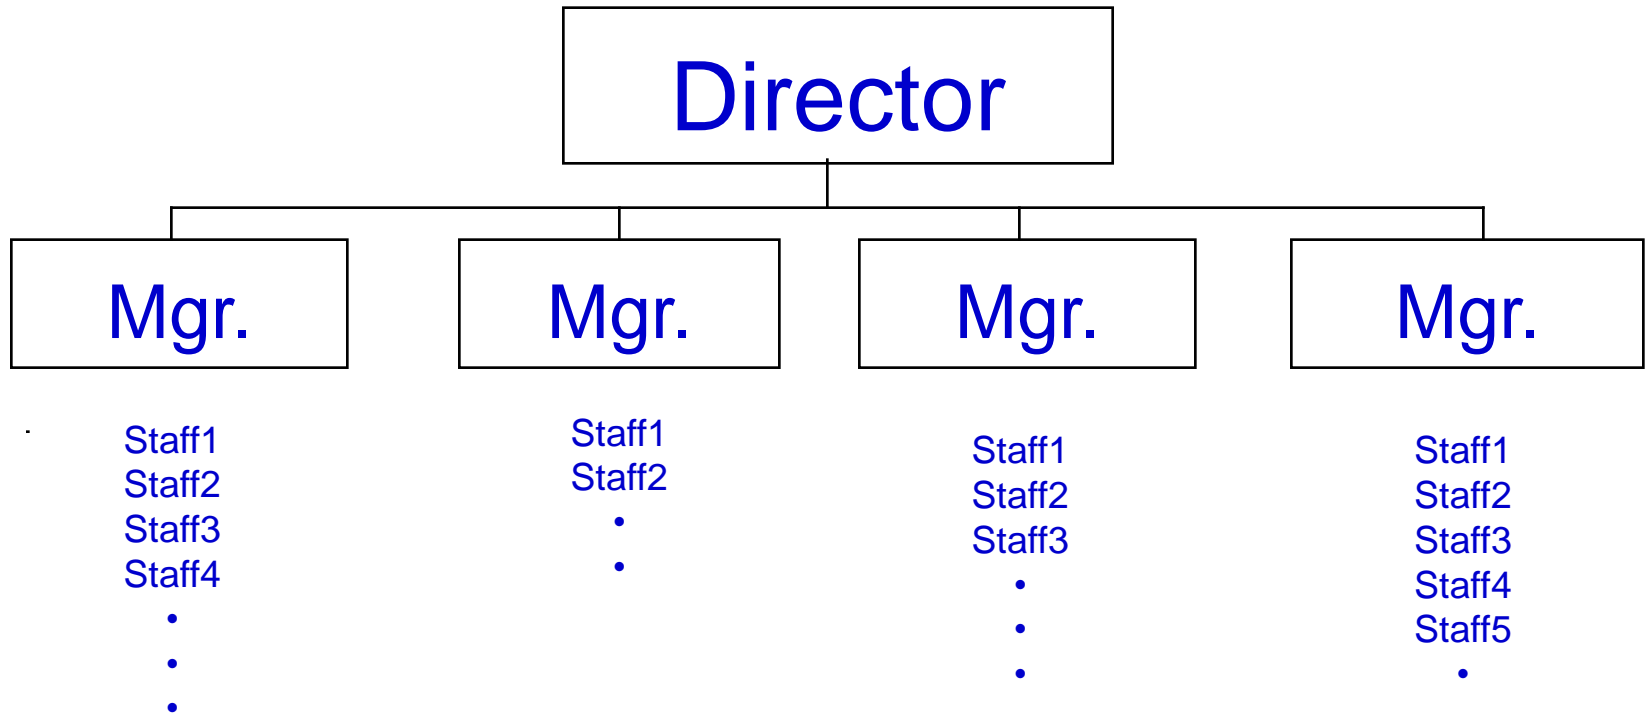 Director
Mgr.
Mgr.
Mgr.
Mgr.
Staff1
Staff2
Staff3
Staff4
•
•
•
Staff1
Staff2
•
•
Staff1
Staff2
Staff3
•
•
•
Staff1
Staff2
Staff3
Staff4
Staff5
•